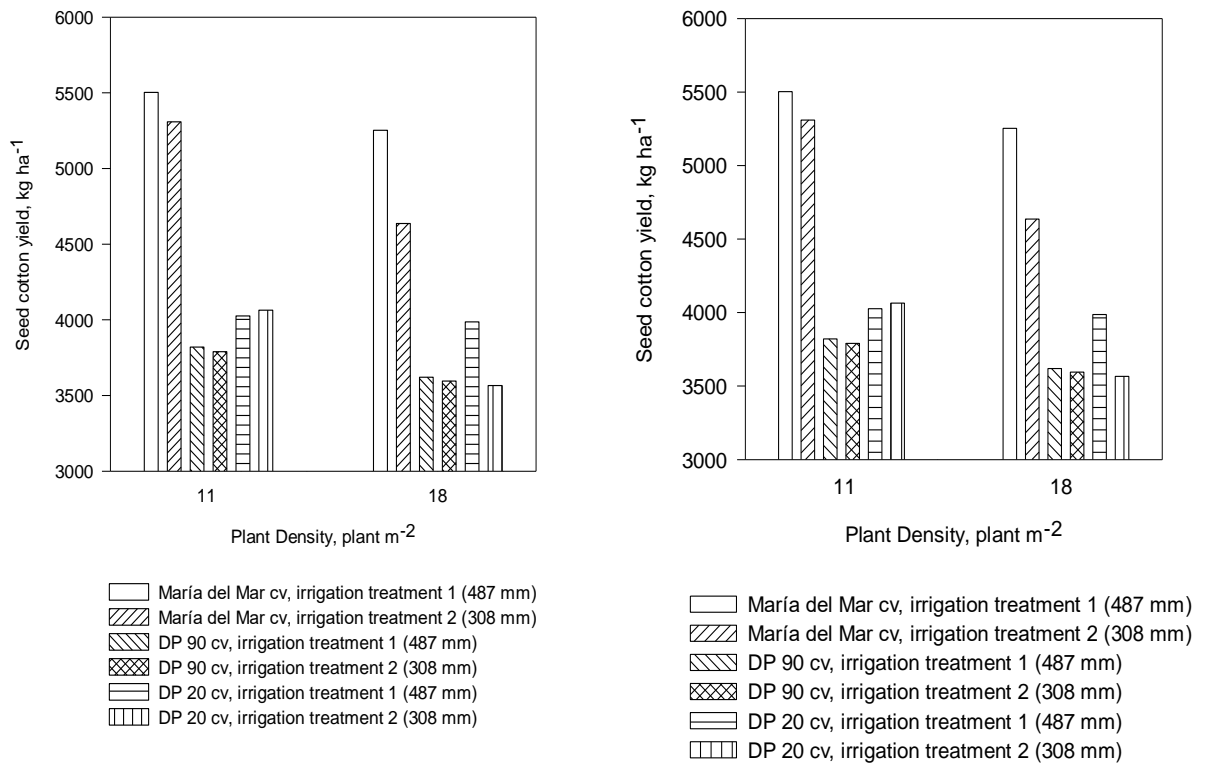 6000
5500
5000
4500
4000
3500
3000
Seed cotton yield, kg ha-1
11
18
Plant Density, plant m-2
María del Mar cv, irrigation treatment 1 (487 mm)
María del Mar cv, irrigation treatment 2 (308 mm)
DP 90 cv, irrigation treatment 1 (487 mm)
DP 90 cv, irrigation treatment 2 (308 mm)
DP 20 cv, irrigation treatment 1 (487 mm)
DP 20 cv, irrigation treatment 2 (308 mm)
6000
5500
5000
4500
4000
3500
3000
Seed cotton yield, kg ha-1
11
18
Plant Density, plant m-2
María del Mar cv, irrigation treatment 1 (487 mm)
María del Mar cv, irrigation treatment 2 (308 mm)
DP 90 cv, irrigation treatment 1 (487 mm)
DP 90 cv, irrigation treatment 2 (308 mm)
DP 20 cv, irrigation treatment 1 (487 mm)
DP 20 cv, irrigation treatment 2 (308 mm)